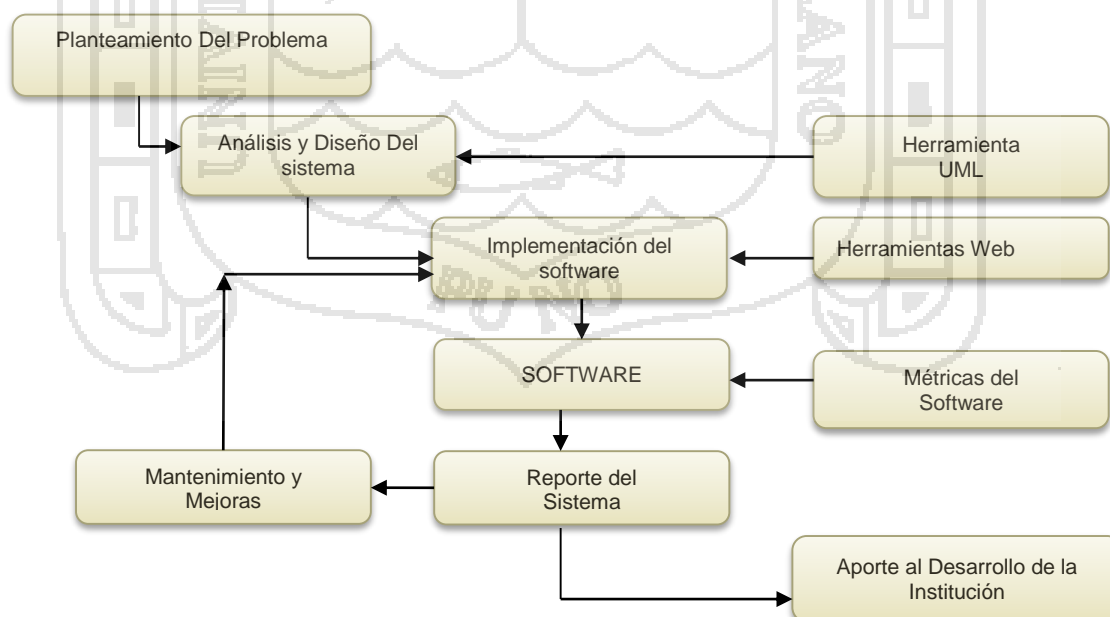 Planteamiento Del Problema
Análisis y Diseño Del
sistema
Herramienta
UML
Implementación del
software
Herramientas Web
SOFTWARE
Métricas del
Software
Mantenimiento y
Mejoras
Reporte del
Sistema
Aporte al Desarrollo de la
Institución
PUNO